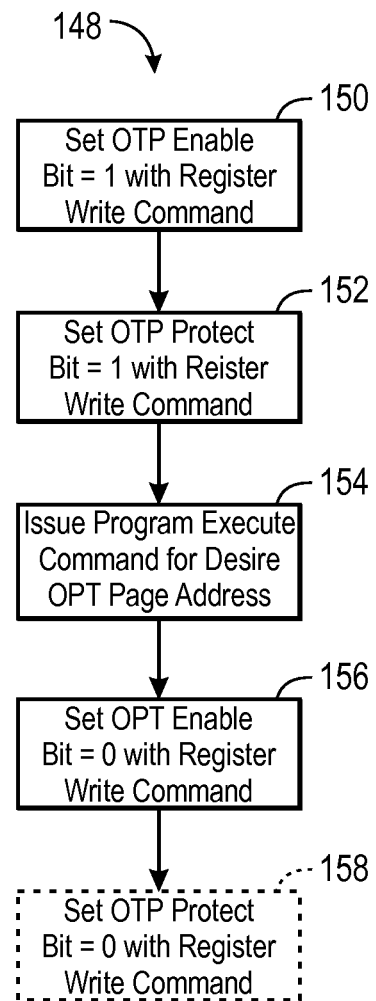 148
150
Set OTP Enable
Bit = 1 with Register
Write Command
152
Set OTP Protect
Bit = 1 with Reister
Write Command
154
Issue Program Execute
Command for Desire
OPT Page Address
156
Set OPT Enable
Bit = 0 with Register
Write Command
158
Set OTP Protect
Bit = 0 with Register
Write Command